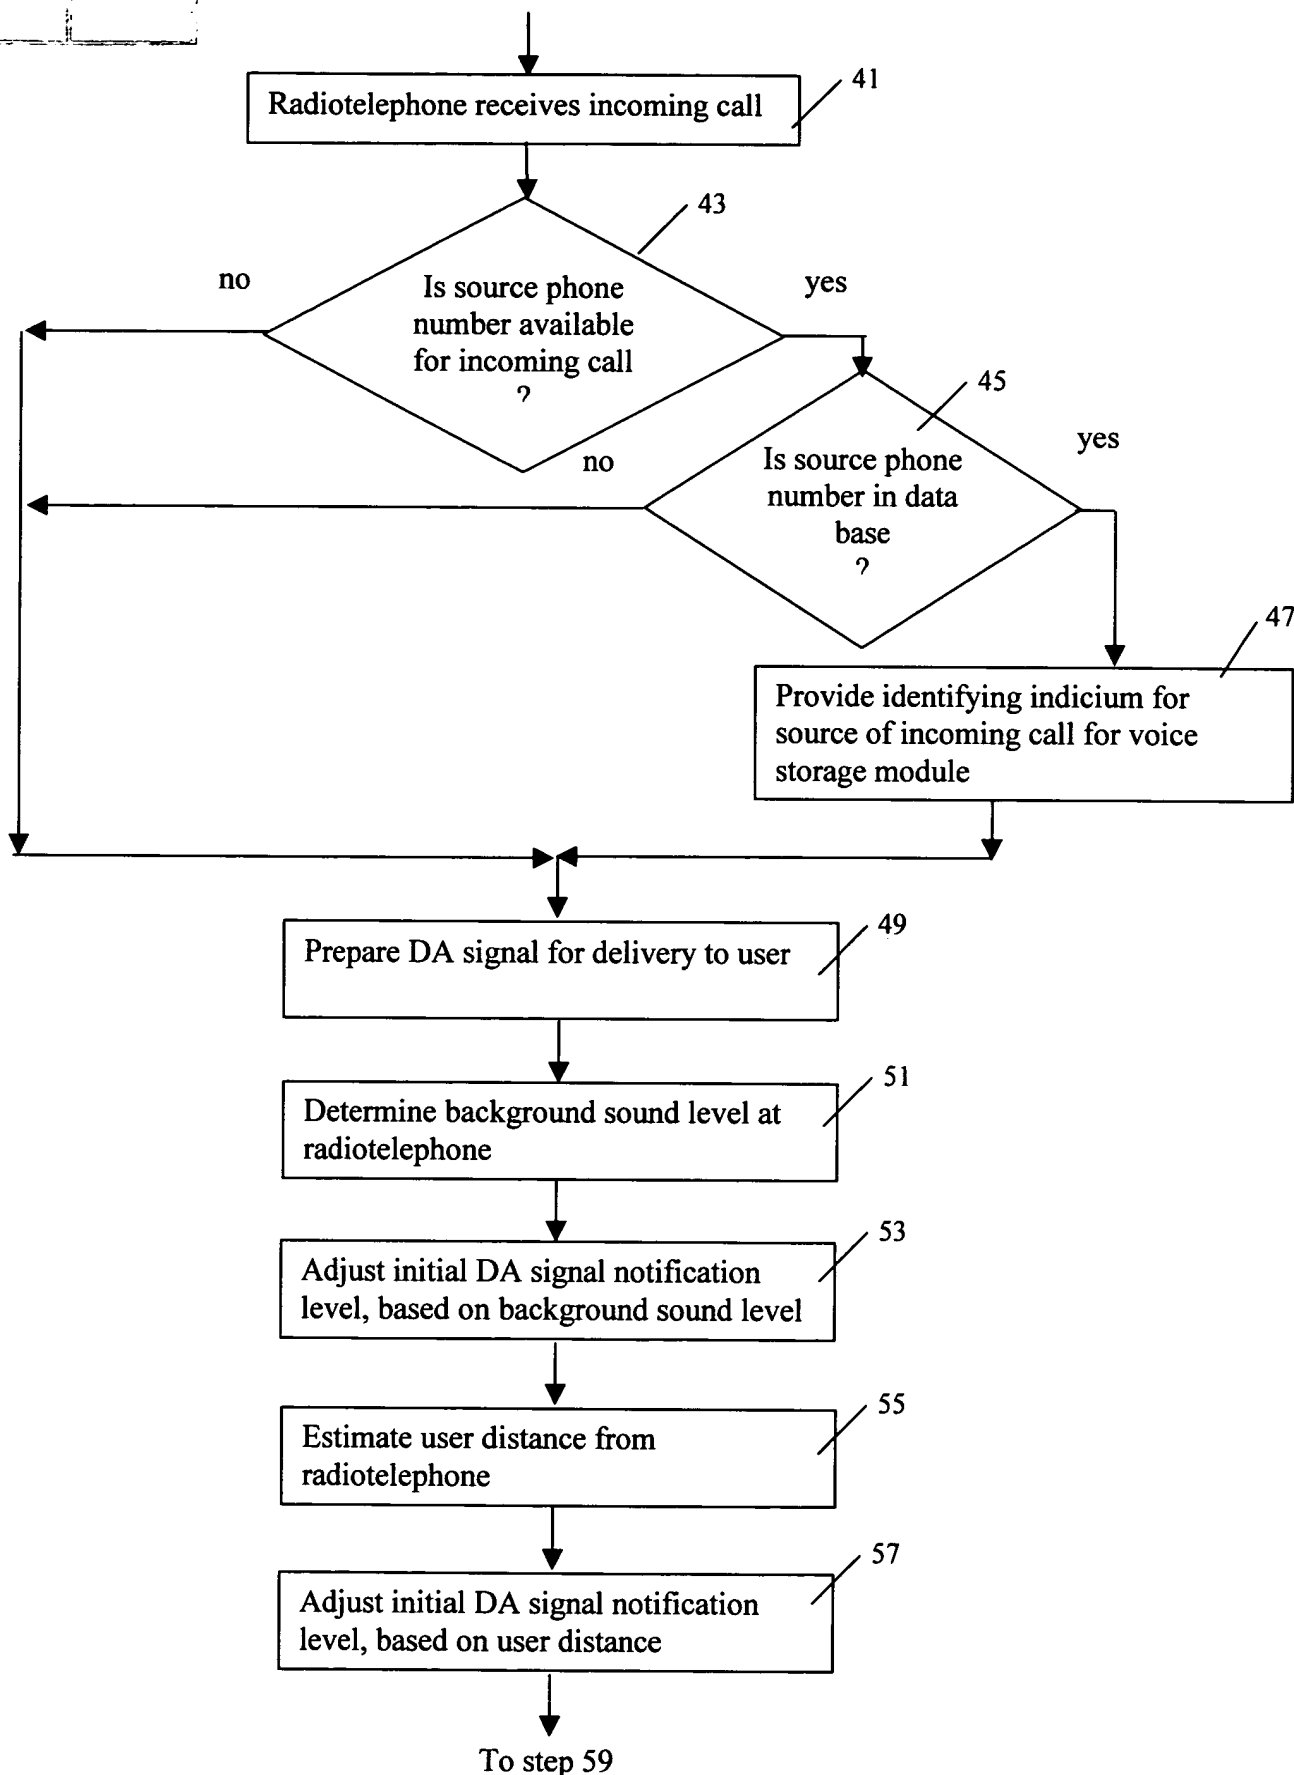 41
Radiotelephone receives incoming call
43
no
yes
Is source phone
number available
for incoming call
?
45
yes
no
Is source phone
number in data
base
?
47
Provide identifying indicium for
source of incoming call for voice
storage module
49
Prepare DA signal for delivery to user
51
Determine background sound level at
radiotelephone
53
Adjust initial DA signal notification
level, based on background sound level
55
Estimate user distance from
radiotelephone
57
Adjust initial DA signal notification
level, based on user distance
To step 59